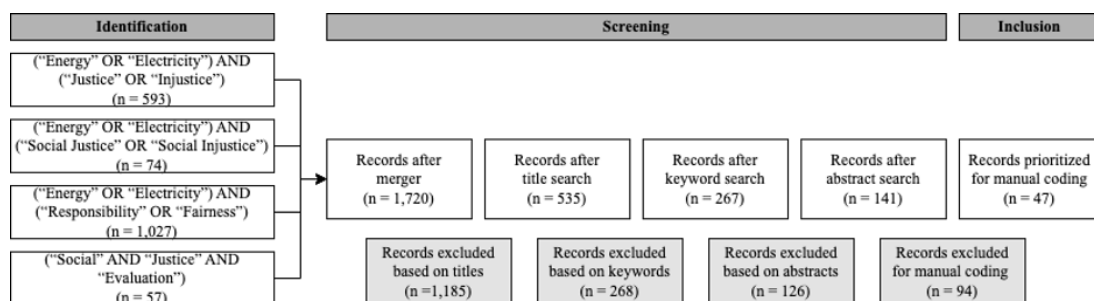 Identification
Screening
Inclusion
(“Energy” OR “Electricity”) AND
(“Justice” OR “Injustice”)
(n = 593)
(“Energy” OR “Electricity”) AND
(“Social Justice” OR “Social Injustice”)
(n = 74)
(“Energy” OR “Electricity”) AND
(“Responsibility” OR “Fairness”)
(n = 1,027)
(“Social” AND “Justice” AND
“Evaluation”)
(n = 57)
Records after
merger
(n = 1,720)
Records after
title search
(n = 535)
Records after
keyword search
(n = 267)
Records after
abstract search
(n = 141)
Records prioritized
for manual coding
(n = 47)
Records excluded
based on titles
(n =1,185)
Records excluded
based on keywords
(n = 268)
Records excluded
based on abstracts
(n = 126)
Records excluded
for manual coding
(n = 94)